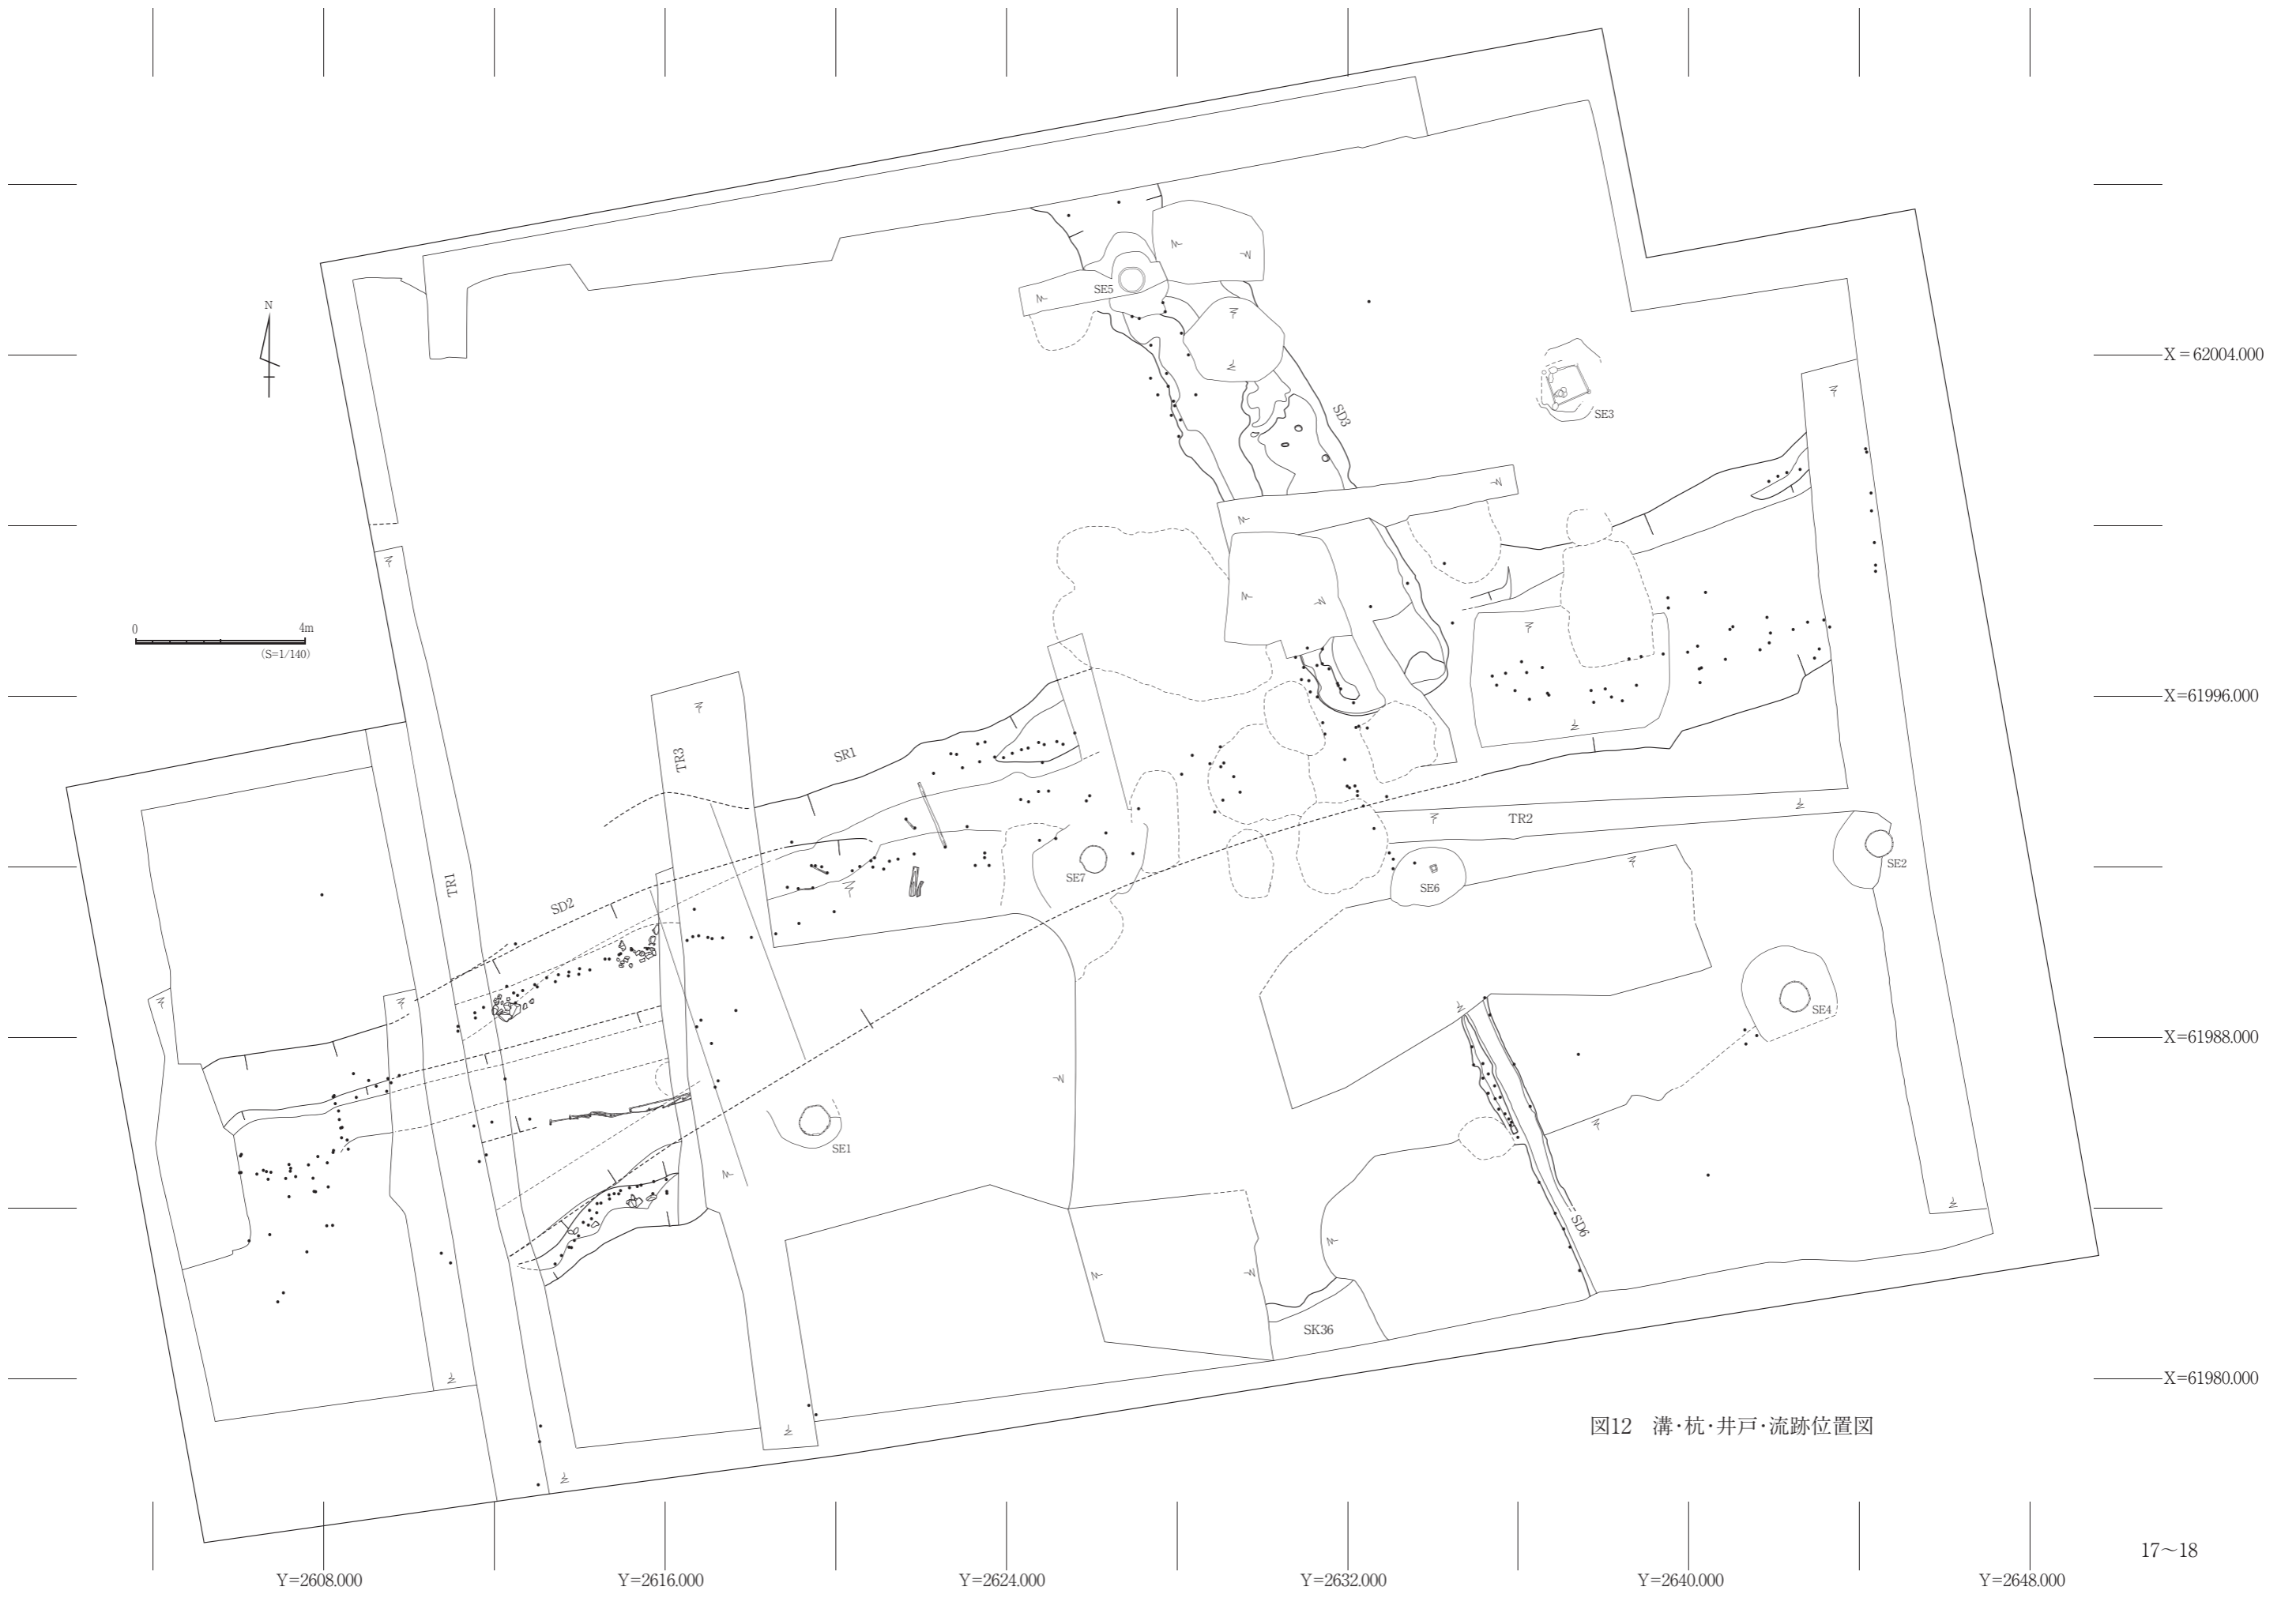 SE5
N
X=62004.000
SD3
SE3
0 4m
(S=1/140)
X=61996.000
TR3
SR1
TR2
SE7
SE6
SE2
TR1
SD2
SE4
X=61988.000
SE1
SD6
SK36
X=61980.000
図12 溝・杭・井戸・流跡位置図
17～18
Y=2608.000 Y=2616.000 Y=2624.000 Y=2632.000 Y=2640.000 Y=2648.000